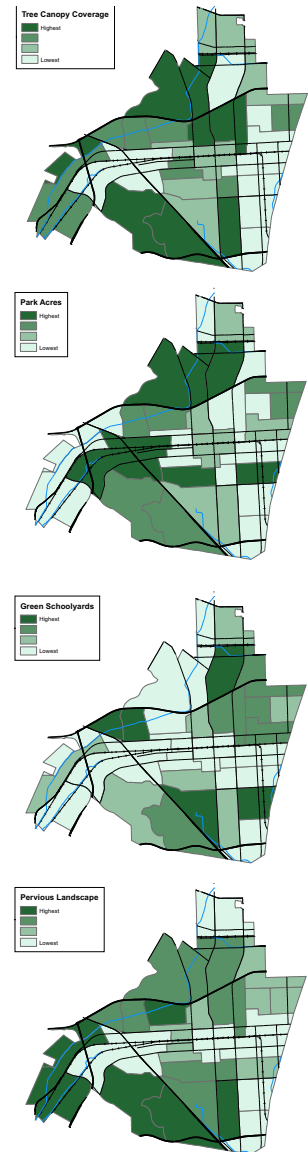 Tree Canopy Coverage
Highest
Lowest
Park Acres
Highest
Lowest
Green Schoolyards
Highest
Lowest
Pervious Landscape
Highest
Lowest